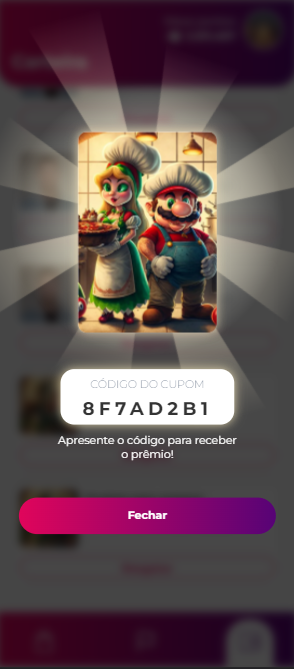 CÓDIGO DO CUPOM
8F7AD2B1
Apresente o código para receber
o prêmio!
Fechar